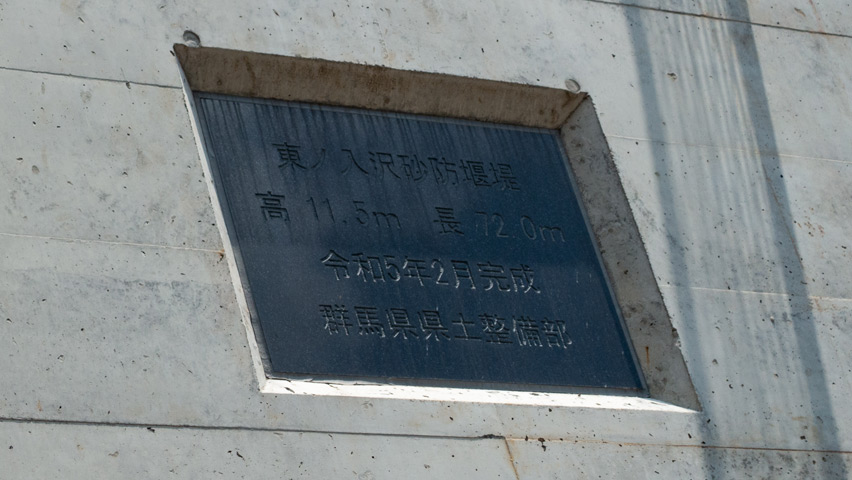 東ノ入沢砂防堰堤
高 11.5m 長 72.0m
令和5年2月完成
群馬県県土整備部